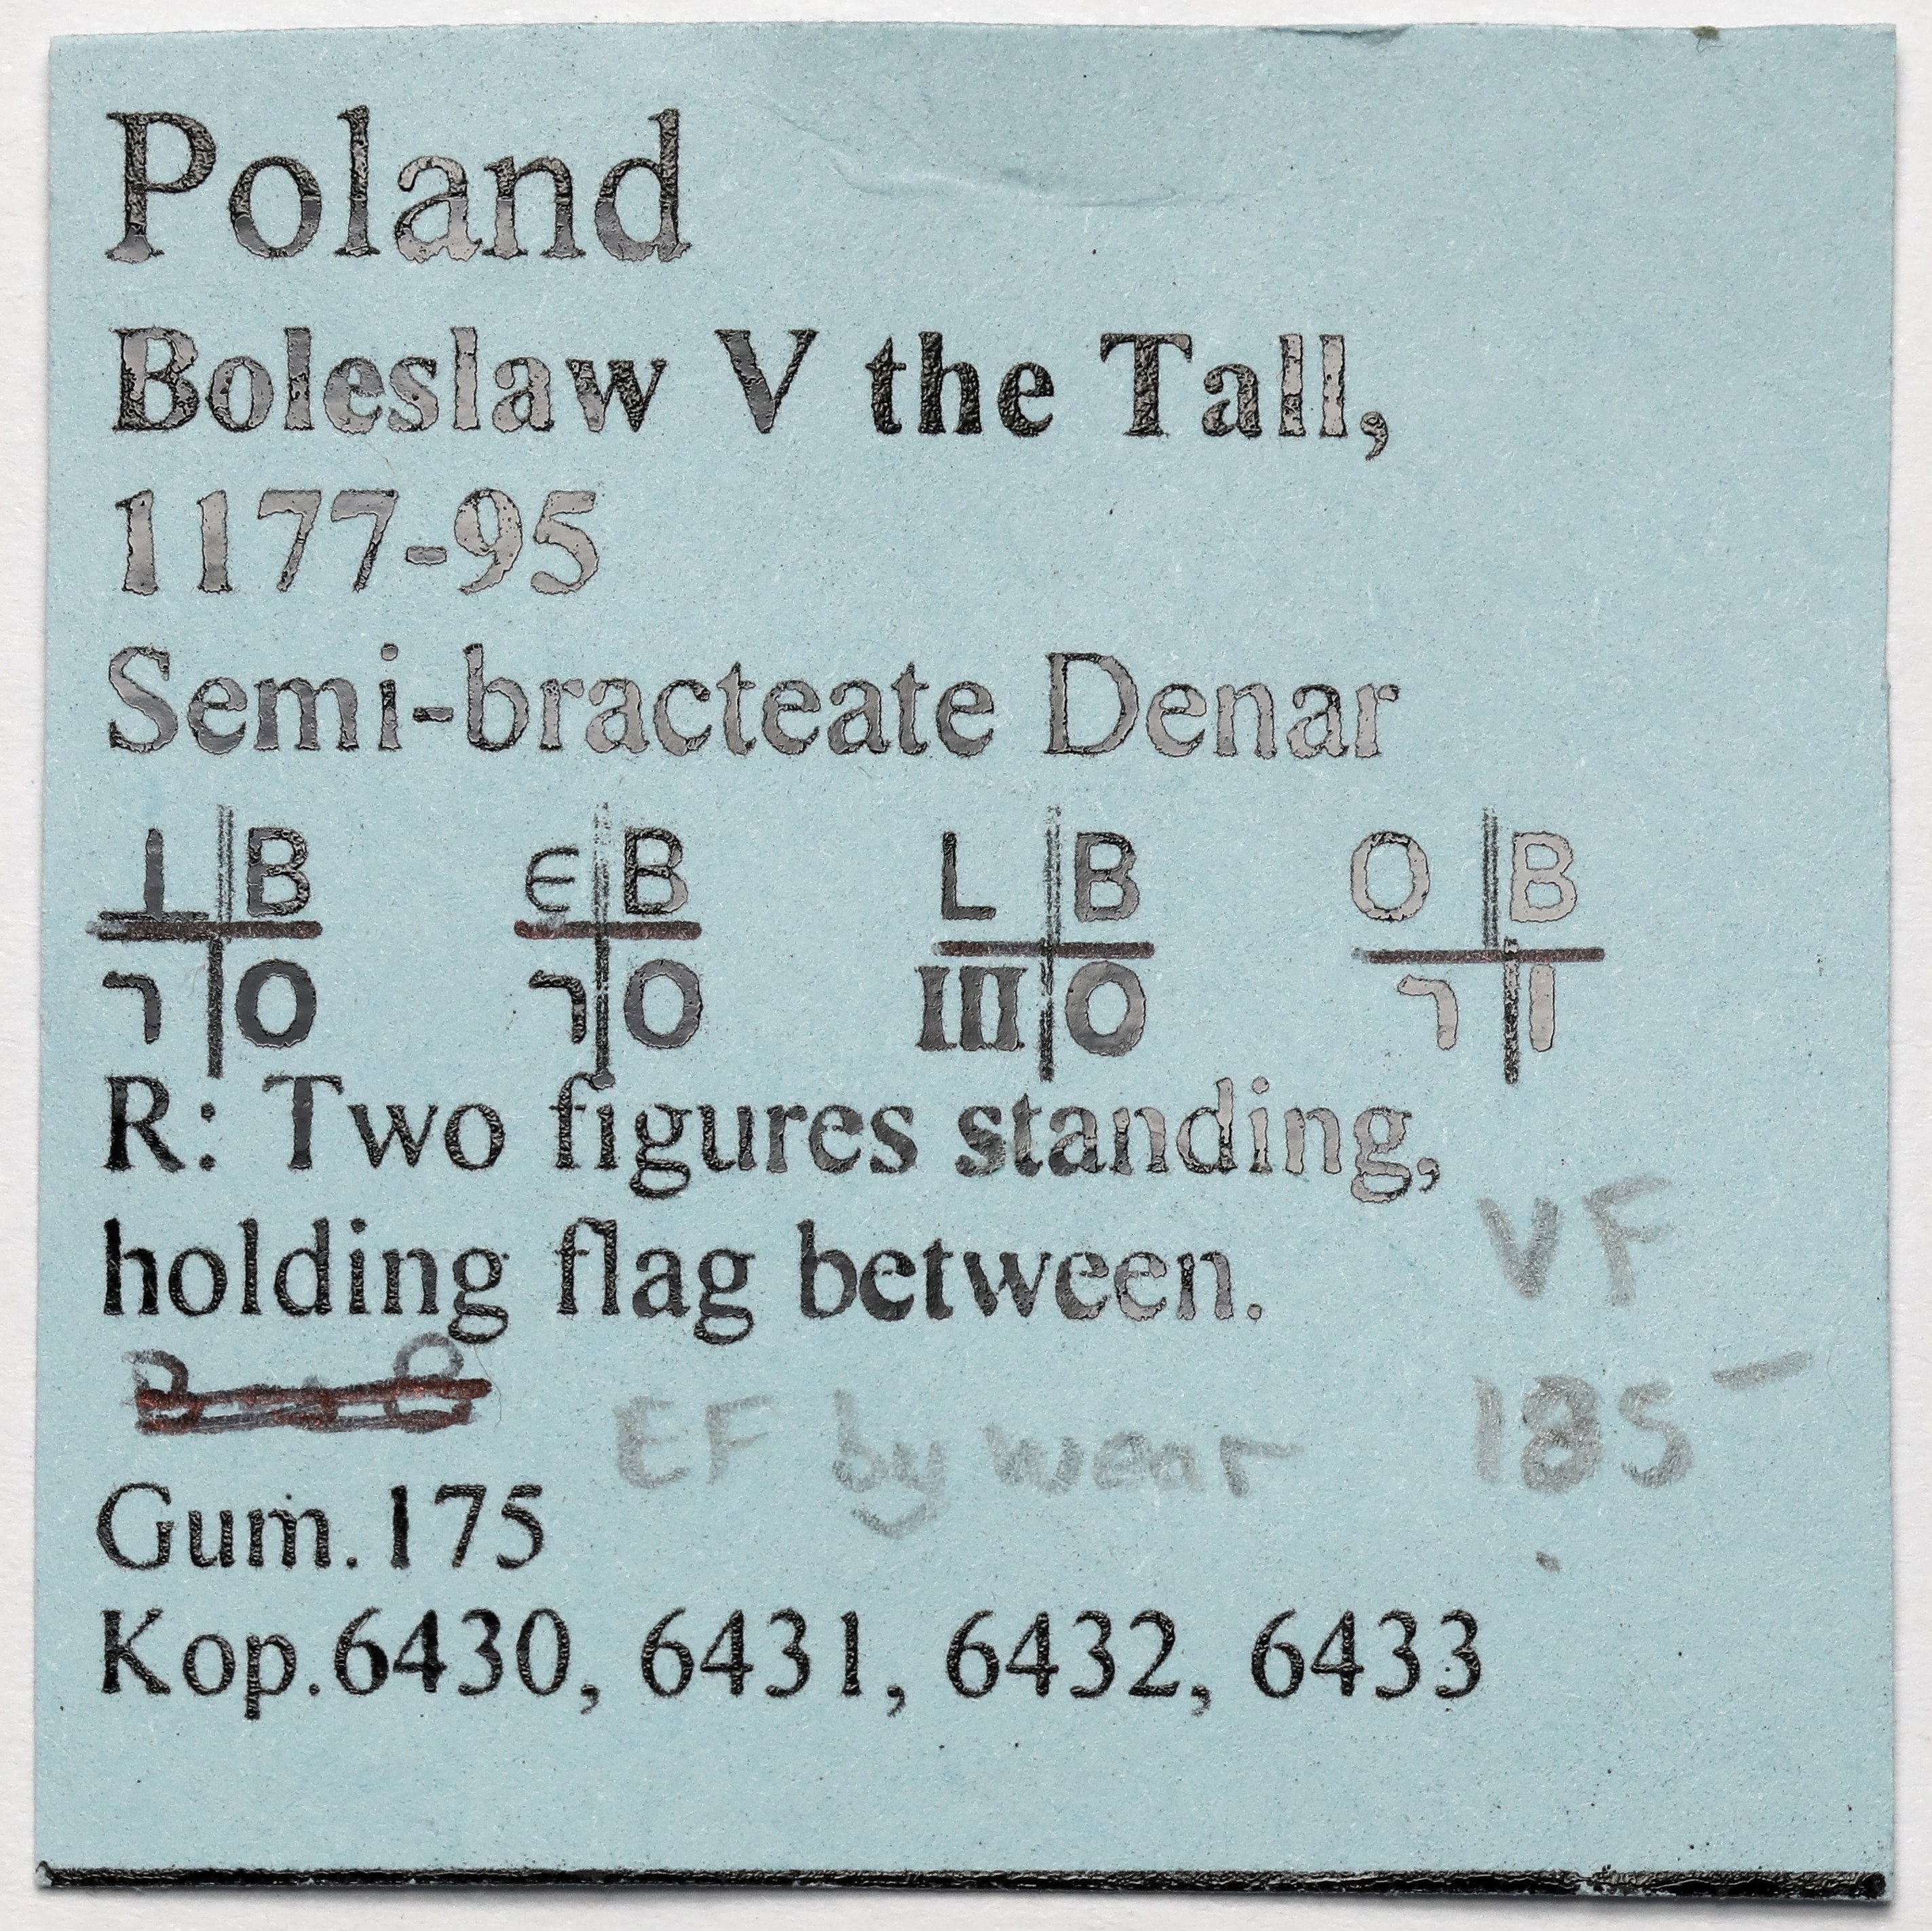 Poland
Boleslaw V the Tall,
1177-95
Semi-bracteate Denar
B Є B L B O B
O O III O I
R: Two figures standing,
holding flag between.
VF
EF by wear 185-
Gum. 175
Kop.6430, 6431, 6432, 6433